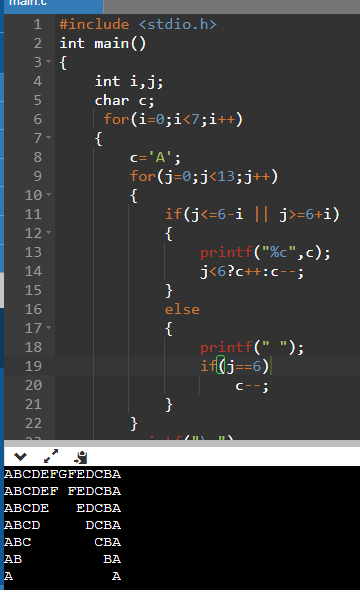 main.c
1 #include <stdio.h>
2 int main()
3 {
4     int i,j;
5     char c;
6      for(i=0;i<7;i++)
7     {
8         c='A';
9         for(j=0;j<13;j++)
10         {
11             if(j<=6-i || j>=6+i)
12             {
13                 printf("%c",c);
14                 j<6?c++:c--;
15             }
16             else
17             {
18                 printf(" ");
19                 if(j==6)
20                     c--;
21             }
22         }
23       printf("\n")
ABCDEFGFEDCBA
ABCDEF FEDCBA
ABCDE   EDCBA
ABCD     DCBA
ABC       CBA
AB         BA
A           A